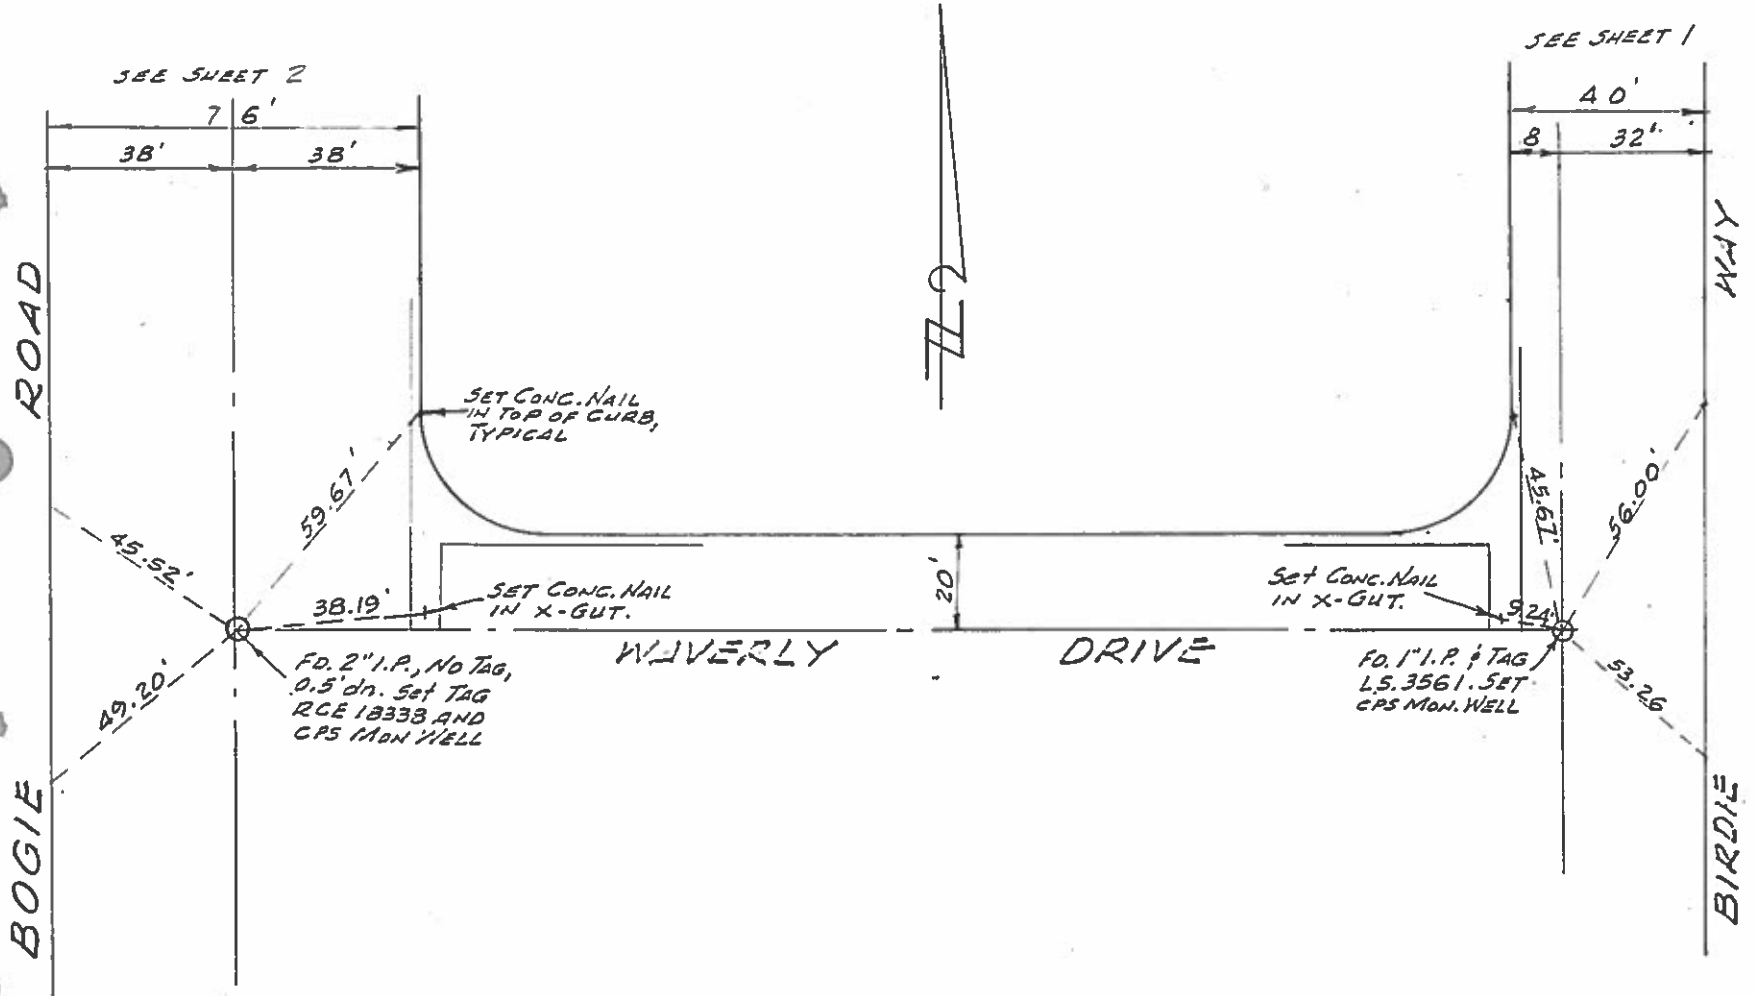 SEE SHEET 2
76'
38'
38'
SEE SHEET 1
40'
8
32'
N
ROAD
WAY
SET CONC. NAIL
IN TOP OF CURB,
TYPICAL
59.67'
45.67'
56.00'
45.52'
38.19'
SET CONC. NAIL
IN X-GUT.
20'
Set CONC. NAIL
IN X-GUT.
9.24'
WAVERLY DRIVE
49.20'
FD. 2" I.P., NO TAG,
0.5' dn. Set TAG
RCE 18338 AND
CPS MON WELL
FD. 1" I.P. & TAG
L.S. 3561. SET
CPS MON. WELL
53.26
BOGIE
BIRDIE